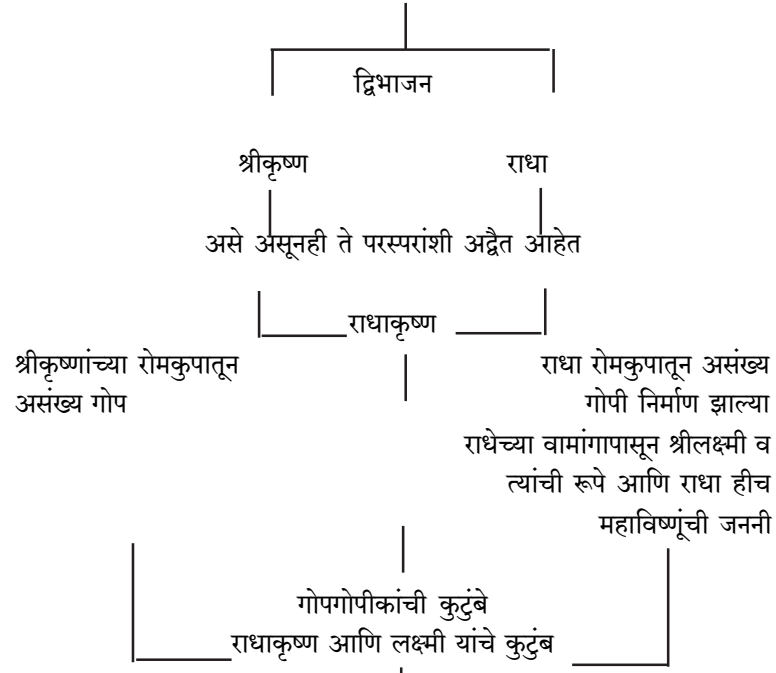 द्विभाजन
श्रीकृष्ण राधा
असे असूनही ते परस्परांशी अद्वैत आहेत
राधाकृष्ण
श्रीकृष्णांच्या रोमकुपातून
असंख्य गोप
राधा रोमकुपातून असंख्य
गोपी निर्माण झाल्या
राधेच्या वामांगापासून श्रीलक्ष्मी व
त्यांची रूपे आणि राधा हीच
महाविष्णूंची जननी
गोपगोपीकांची कुटुंबे
राधाकृष्ण आणि लक्ष्मी यांचे कुटुंब